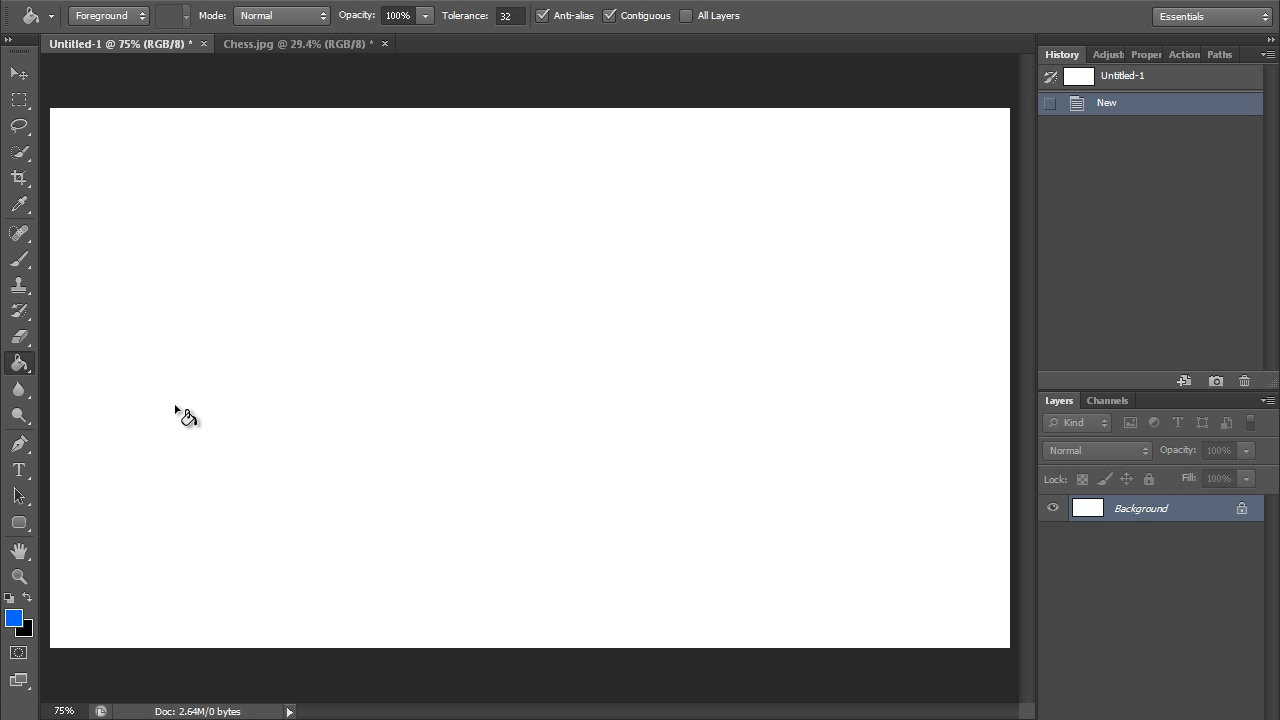 Foreground Mode: Normal Opacity: 100% Tolerance: 32 Anti-alias Contiguous All Layers Essentials
Untitled-1 @ 75% (RGB/8) * × Chess.jpg @ 29.4% (RGB/8) * ×
History Adjust Proper Action Paths
Untitled-1
New
Layers Channels
Kind
Normal Opacity: 100%
Lock: Fill: 100%
Background
75% Doc: 2.64M/0 bytes